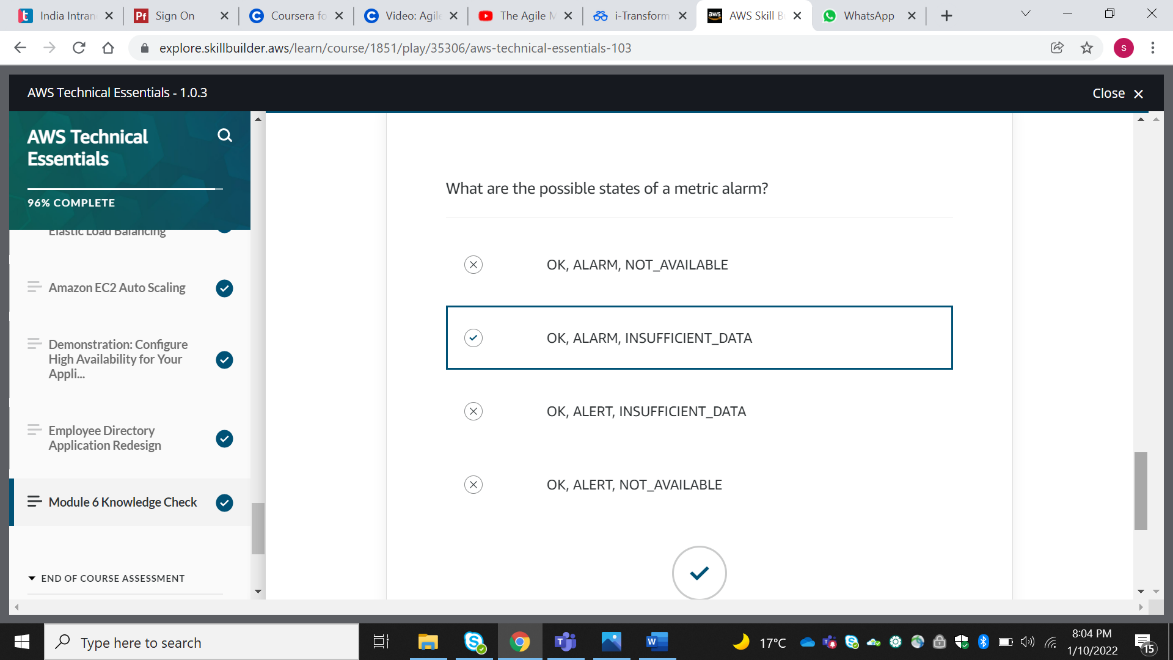 India Intran
Sign On
Coursera fo
Video: Agil
The Agile M
i-Transform
AWS Skill B
WhatsApp
explore.skillbuilder.aws/learn/course/1851/play/35306/aws-technical-essentials-103
S
AWS Technical Essentials - 1.0.3
Close
AWS Technical
Essentials
96% COMPLETE
Elastic Load Balancing
Amazon EC2 Auto Scaling
Demonstration: Configure
High Availability for Your
Appli...
Employee Directory
Application Redesign
Module 6 Knowledge Check
END OF COURSE ASSESSMENT
What are the possible states of a metric alarm?
OK, ALARM, NOT_AVAILABLE
OK, ALARM, INSUFFICIENT_DATA
OK, ALERT, INSUFFICIENT_DATA
OK, ALERT, NOT_AVAILABLE
Type here to search
17°C
8:04 PM
1/10/2022
15